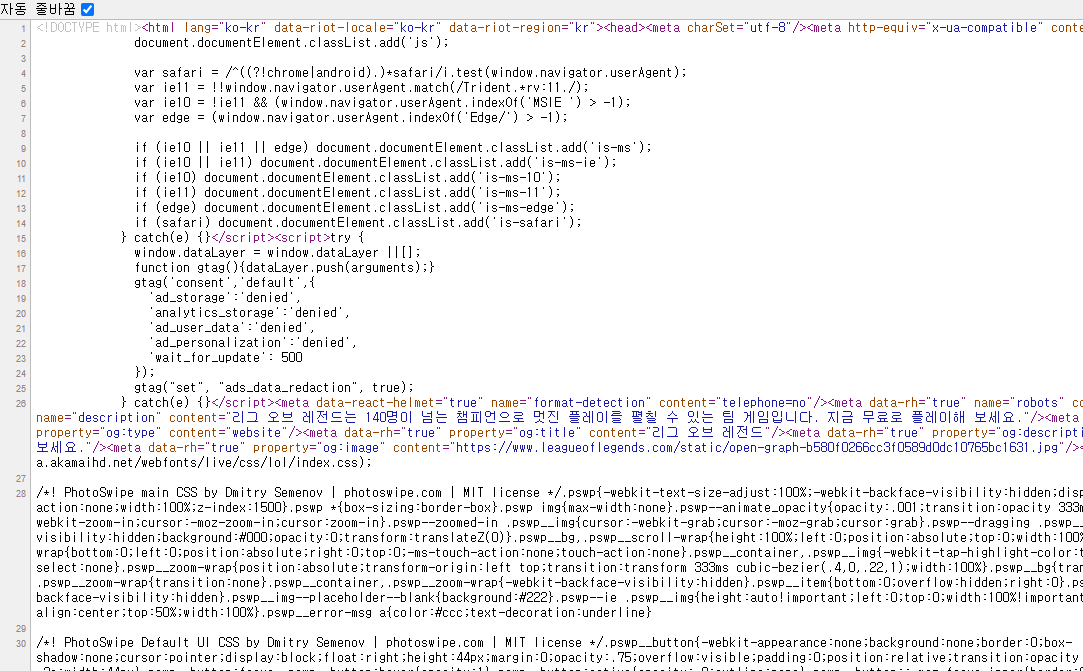 자동 줄바꿈
1 <!DOCTYPE html><html lang="ko-kr" data-riot-locale="ko-kr" data-riot-region="kr"><head><meta charSet="utf-8"/><meta http-equiv="x-ua-compatible" conte
2 document.documentElement.classList.add('js');
3
4 var safari = /^((?!chrome|android).)*safari/i.test(window.navigator.userAgent);
5 var ie11 = !!window.navigator.userAgent.match(/Trident.*rv:11./);
6 var ie10 = !ie11 && (window.navigator.userAgent.indexOf('MSIE ') > -1);
7 var edge = (window.navigator.userAgent.indexOf('Edge/') > -1);
8
9 if (ie10 || ie11 || edge) document.documentElement.classList.add('is-ms');
10 if (ie10 || ie11) document.documentElement.classList.add('is-ms-ie');
11 if (ie10) document.documentElement.classList.add('is-ms-10');
12 if (ie11) document.documentElement.classList.add('is-ms-11');
13 if (edge) document.documentElement.classList.add('is-ms-edge');
14 if (safari) document.documentElement.classList.add('is-safari');
15 } catch(e) {}</script><script>try {
16 window.dataLayer = window.dataLayer ||[];
17 function gtag(){dataLayer.push(arguments);}
18 gtag('consent','default',{
19 'ad_storage':'denied',
20 'analytics_storage':'denied',
21 'ad_user_data':'denied',
22 'ad_personalization':'denied',
23 'wait_for_update': 500
24 });
25 gtag("set", "ads_data_redaction", true);
26 } catch(e) {}</script><meta data-react-helmet="true" name="format-detection" content="telephone=no"/><meta data-rh="true" name="robots" co
name="description" content="리그 오브 레전드는 140명이 넘는 챔피언으로 멋진 플레이를 펼칠 수 있는 팀 게임입니다. 지금 무료로 플레이해 보세요."/><meta
property="og:type" content="website"/><meta data-rh="true" property="og:title" content="리그 오브 레전드"/><meta data-rh="true" property="og:descripti
보세요."/><meta data-rh="true" property="og:image" content="https://www.leagueoflegends.com/static/open-graph-b580f0266cc3f0589d0dc10765bc1631.jpg"/><
a.akamaihd.net/webfonts/live/css/lol/index.css);
27
28 /*! PhotoSwipe main CSS by Dmitry Semenov | photoswipe.com | MIT license */.pswp{-webkit-text-size-adjust:100%;-webkit-backface-visibility:hidden;disp
action:none;width:100%;z-index:1500}.pswp *{box-sizing:border-box}.pswp img{max-width:none}.pswp--animate_opacity{opacity:.001;transition:opacity 333m
webkit-zoom-in;cursor:-moz-zoom-in;cursor:zoom-in}.pswp--zoomed-in .pswp__img{cursor:-webkit-grab;cursor:-moz-grab;cursor:grab}.pswp--dragging .pswp__
visibility:hidden;background:#000;opacity:0;transform:translateZ(0)}.pswp__bg,.pswp__scroll-wrap{height:100%;left:0;position:absolute;top:0;width:100%
wrap{bottom:0;left:0;position:absolute;right:0;top:0;-ms-touch-action:none;touch-action:none}.pswp__container,.pswp__img{-webkit-tap-highlight-color:t
select:none}.pswp__zoom-wrap{position:absolute;transform-origin:left top;transition:transform 333ms cubic-bezier(.4,0,.22,1);width:100%}.pswp__bg{tran
.pswp__zoom-wrap{transition:none}.pswp__container,.pswp__zoom-wrap{-webkit-backface-visibility:hidden}.pswp__item{bottom:0;overflow:hidden;right:0}.ps
backface-visibility:hidden}.pswp__img--placeholder--blank{background:#222}.pswp--ie .pswp__img{height:auto!important;left:0;top:0;width:100%!important
align:center;top:50%;width:100%}.pswp__error-msg a{color:#ccc;text-decoration:underline}
29
30 /*! PhotoSwipe Default UI CSS by Dmitry Semenov | photoswipe.com | MIT license */.pswp__button{-webkit-appearance:none;background:none;border:0;box-
shadow:none;cursor:pointer;display:block;float:right;height:44px;margin:0;opacity:.75;overflow:visible;padding:0;position:relative;transition:opacity